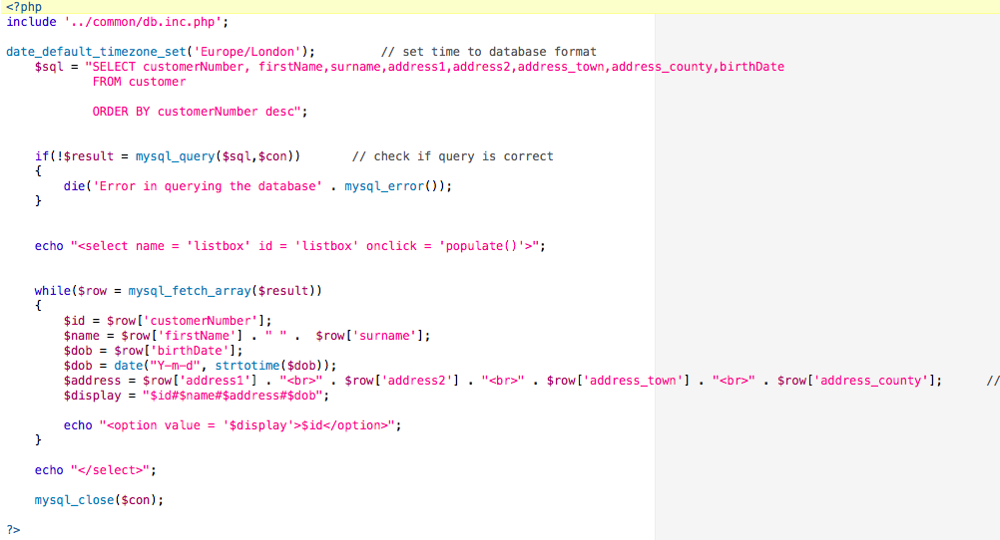 <?php
include '../common/db.inc.php';
date_default_timezone_set('Europe/London');         // set time to database format
    $sql = "SELECT customerNumber, firstName,surname,address1,address2,address_town,address_county,birthDate
            FROM customer
            ORDER BY customerNumber desc";
    if(!$result = mysql_query($sql,$con))       // check if query is correct
    {
        die('Error in querying the database' . mysql_error());
    }
    echo "<select name = 'listbox' id = 'listbox' onclick = 'populate()'>";
    while($row = mysql_fetch_array($result))
    {
        $id = $row['customerNumber'];
        $name = $row['firstName'] . " " .  $row['surname'];
        $dob = $row['birthDate'];
        $dob = date("Y-m-d", strtotime($dob));
        $address = $row['address1'] . "<br>" . $row['address2'] . "<br>" . $row['address_town'] . "<br>" . $row['address_county'];      //
        $display = "$id#$name#$address#$dob";
        echo "<option value = '$display'>$id</option>";
    }
    echo "</select>";
    mysql_close($con);
?>